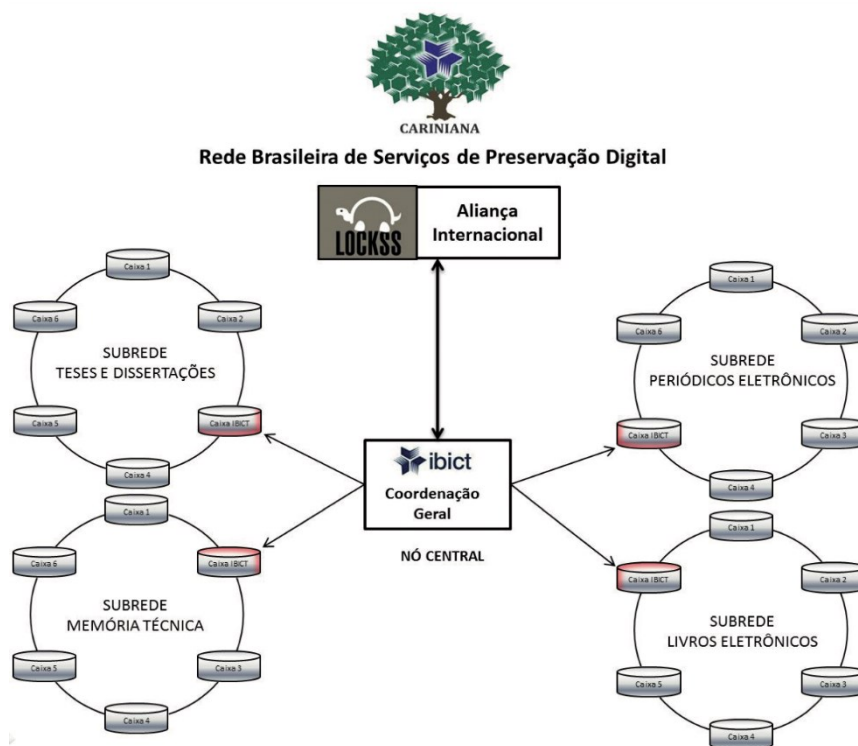 CARINIANA
Rede Brasileira de Serviços de Preservação Digital
LOCKSS
Aliança
Internacional
Caixa 1
Caixa 6
Caixa 2
SUBREDE
TESES E DISSERTAÇÕES
Caixa 5
Caixa IBICT
Caixa 4
Caixa 1
Caixa 6
Caixa 2
SUBREDE
PERIÓDICOS ELETRÔNICOS
Caixa IBICT
Caixa 3
Caixa 4
ibict
Coordenação
Geral
NÓ CENTRAL
Caixa 1
Caixa 6
Caixa IBICT
SUBREDE
MEMÓRIA TÉCNICA
Caixa 5
Caixa 3
Caixa 4
Caixa 1
Caixa IBICT
Caixa 2
SUBREDE
LIVROS ELETRÔNICOS
Caixa 5
Caixa 3
Caixa 4